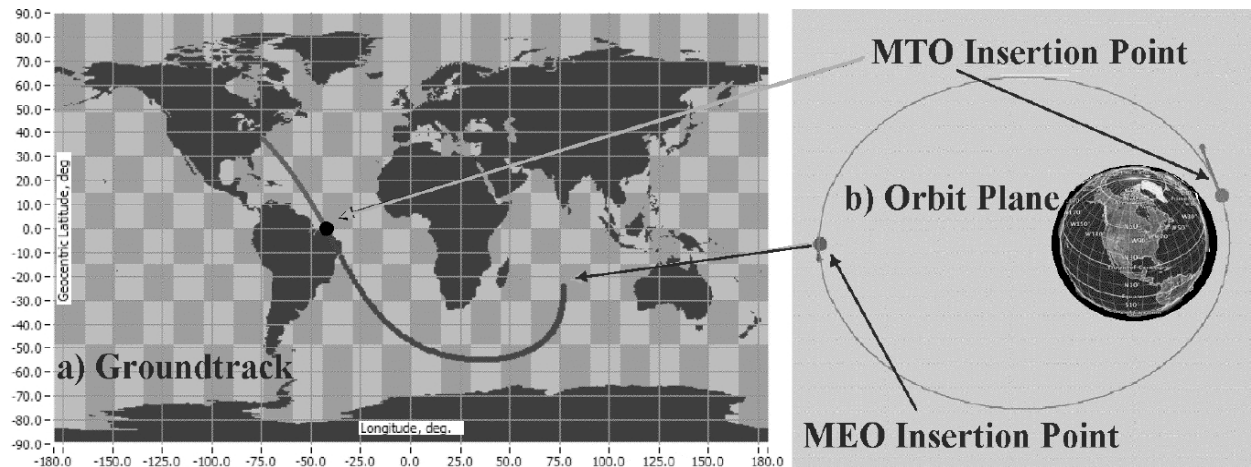 90.0
80.0
70.0
60.0
50.0
40.0
30.0
20.0
10.0
0.0
-10.0
-20.0
-30.0
-40.0
-50.0
-60.0
-70.0
-80.0
-90.0
Geocentric Latitude, deg
a) Groundtrack
Longitude, deg.
-180.0 -150.0 -125.0 -100.0 -75.0 -50.0 -25.0 0.0 25.0 50.0 75.0 100.0 125.0 150.0 180.0
MTO Insertion Point
b) Orbit Plane
MEO Insertion Point